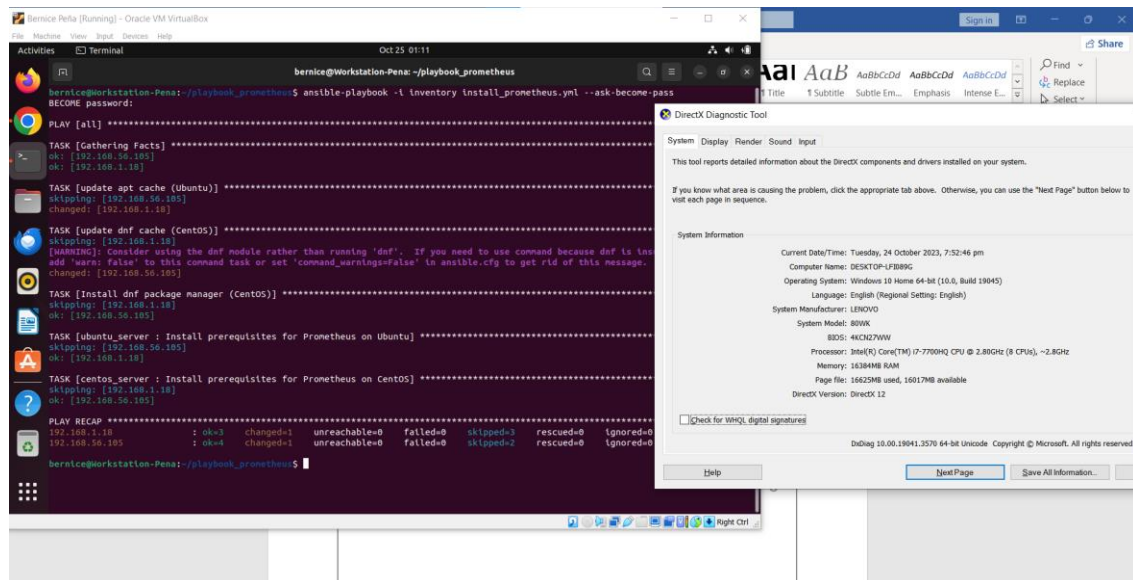 Bernice Peña [Running] - Oracle VM VirtualBox
File Machine View Input Devices Help
Activities Terminal Oct 25 01:11
bernice@Workstation-Pena: ~/playbook_prometheus
bernice@Workstation-Pena:~/playbook_prometheus$ ansible-playbook -i inventory install_prometheus.yml --ask-become-pass
BECOME password:
PLAY [all] ****
TASK [Gathering Facts] ****
ok: [192.168.56.105]
ok: [192.168.1.18]
TASK [update apt cache (Ubuntu)] ****
skipping: [192.168.56.105]
changed: [192.168.1.18]
TASK [update dnf cache (CentOS)] ****
skipping: [192.168.1.18]
[WARNING]: Consider using the dnf module rather than running 'dnf'. If you need to use command because dnf is ins
add 'warn: false' to this command task or set 'command_warnings=False' in ansible.cfg to get rid of this message.
changed: [192.168.56.105]
TASK [Install dnf package manager (CentOS)] ****
skipping: [192.168.1.18]
ok: [192.168.56.105]
TASK [ubuntu_server : Install prerequisites for Prometheus on Ubuntu] ****
skipping: [192.168.56.105]
ok: [192.168.1.18]
TASK [centos_server : Install prerequisites for Prometheus on CentOS] ****
skipping: [192.168.1.18]
ok: [192.168.56.105]
PLAY RECAP ****
192.168.1.18 : ok=3 changed=1 unreachable=0 failed=0 skipped=3 rescued=0 ignored=0
192.168.56.105 : ok=4 changed=1 unreachable=0 failed=0 skipped=2 rescued=0 ignored=0
bernice@Workstation-Pena:~/playbook_prometheus$
Right Ctrl
Sign in
Share
AaB AaBbCcDd AaBbCcDd AaBbCcDd
Title ¶ Subtitle Subtle Em... Emphasis Intense E...
Find
Replace
Select
DirectX Diagnostic Tool
System Display Render Sound Input
This tool reports detailed information about the DirectX components and drivers installed on your system.
If you know what area is causing the problem, click the appropriate tab above. Otherwise, you can use the "Next Page" button below to
visit each page in sequence.
System Information
Current Date/Time: Tuesday, 24 October 2023, 7:52:46 pm
Computer Name: DESKTOP-LFI089G
Operating System: Windows 10 Home 64-bit (10.0, Build 19045)
Language: English (Regional Setting: English)
System Manufacturer: LENOVO
System Model: 80WK
BIOS: 4KCN27WW
Processor: Intel(R) Core(TM) i7-7700HQ CPU @ 2.80GHz (8 CPUs), ~2.8GHz
Memory: 16384MB RAM
Page file: 16625MB used, 16017MB available
DirectX Version: DirectX 12
Check for WHQL digital signatures
DxDiag 10.00.19041.3570 64-bit Unicode Copyright © Microsoft. All rights reserved
Help
Next Page
Save All Information...